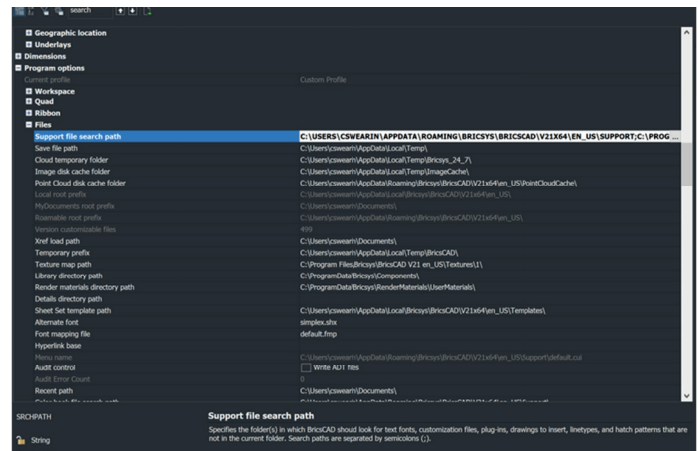 search
Geographic location
Underlays
Dimensions
Program options
Current profile Custom Profile
Workspace
Quad
Ribbon
Files
Support file search path C:\USERS\CSWEARIN\APPDATA\ROAMING\BRICSYS\BRICSCAD\V21X64\EN_US\SUPPORT;C:\PROG ...
Save file path C:\Users\cswearin\AppData\Local\Temp\
Cloud temporary folder C:\Users\cswearin\AppData\Local\Temp\Bricsys_24_7\
Image disk cache folder C:\Users\cswearin\AppData\Local\Temp\ImageCache\
Point Cloud disk cache folder C:\Users\cswearin\AppData\Roaming\Bricsys\BricsCAD\V21x64\en_US\PointCloudCache\
Local root prefix C:\Users\cswearin\AppData\Local\Bricsys\BricsCAD\V21x64\en_US\
MyDocuments root prefix C:\Users\cswearin\Documents\
Roamable root prefix C:\Users\cswearin\AppData\Roaming\Bricsys\BricsCAD\V21x64\en_US\
Version customizable files 499
Xref load path C:\Users\cswearin\Documents\
Temporary prefix C:\Users\cswearin\AppData\Local\Temp\BricsCAD\
Texture map path C:\Program Files\Bricsys\BricsCAD V21 en_US\Textures\1\
Library directory path C:\ProgramData\Bricsys\Components\
Render materials directory path C:\ProgramData\Bricsys\RenderMaterials\UserMaterials\
Details directory path
Sheet Set template path C:\Users\cswearin\AppData\Local\Bricsys\BricsCAD\V21x64\en_US\Templates\
Alternate font simplex.shx
Font mapping file default.fmp
Hyperlink base
Menu name C:\Users\cswearin\AppData\Roaming\Bricsys\BricsCAD\V21x64\en_US\Support\default.cui
Audit control Write ADT files
Audit Error Count 0
Recent path C:\Users\cswearin\Documents\
SRCHPATH
Support file search path
Specifies the folder(s) in which BricsCAD shoud look for text fonts, customization files, plug-ins, drawings to insert, linetypes, and hatch patterns that are
not in the current folder. Search paths are separated by semicolons (;).
String